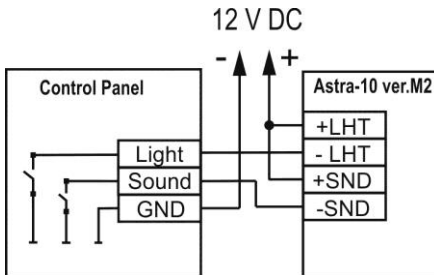 12 V DC
- +
Control Panel
Astra-10 ver.M2
Light
Sound
GND
+LHT
- LHT
+SND
-SND